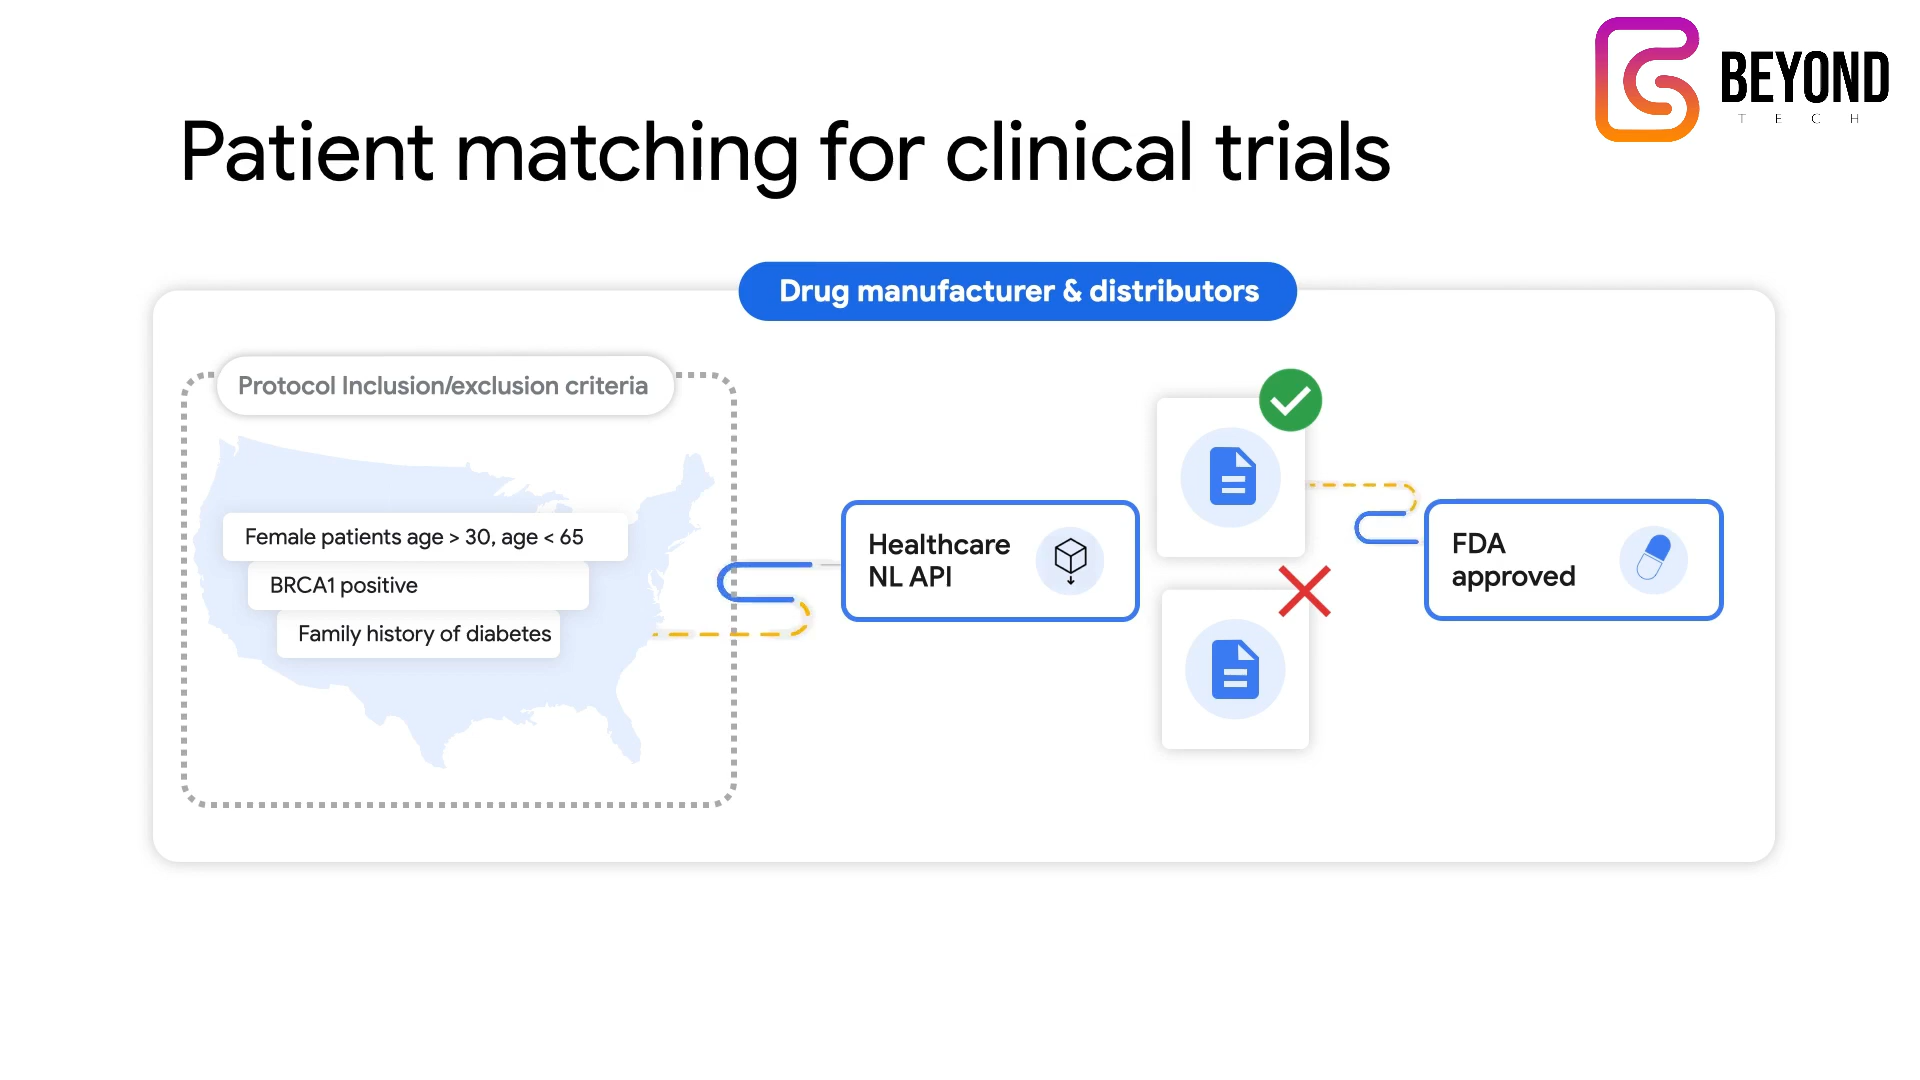 BEYOND
TECH
Patient matching for clinical trials
Drug manufacturer & distributors
Protocol Inclusion/exclusion criteria
Female patients age > 30, age < 65
BRCA1 positive
Family history of diabetes
Healthcare
NL API
FDA
approved